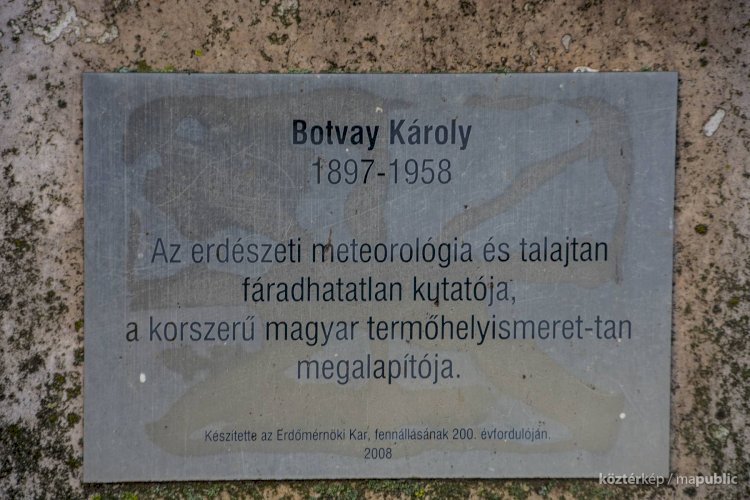 Botvay Károly
1897-1958
Az erdészeti meteorológia és talajtan
fáradhatatlan kutatója,
a korszerű magyar termőhelyismeret-tan
megalapítója.
Készítette az Erdőmérnöki Kar, fennállásának 200. évfordulóján.
2008
köztérkép / mapublic